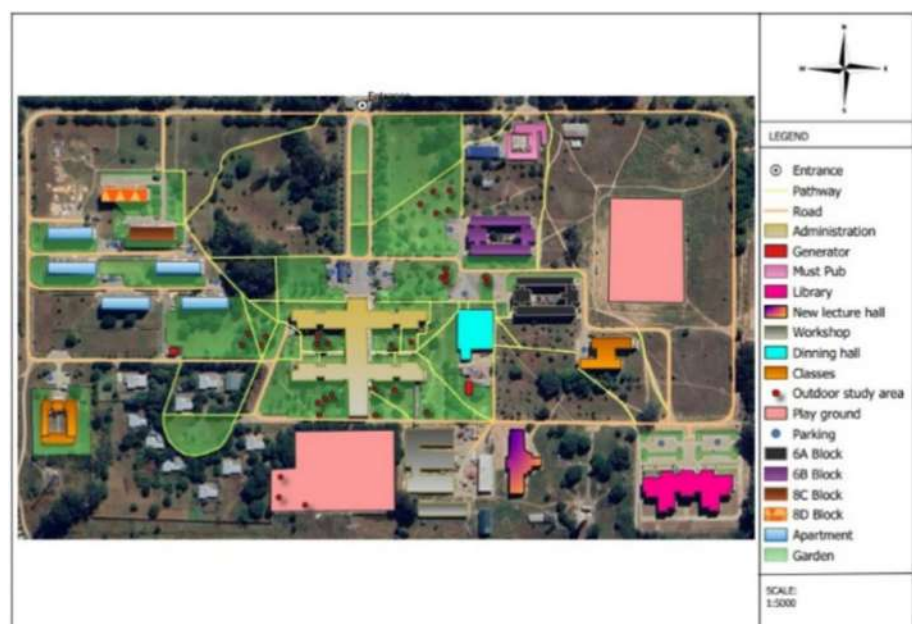 Entrance
N
W
E
S
LEGEND
Entrance
Pathway
Road
Administration
Generator
Must Pub
Library
New lecture hall
Workshop
Dinning hall
Classes
Outdoor study area
Play ground
Parking
6A Block
6B Block
8C Block
8D Block
Apartment
Garden
SCALE:
1:5000